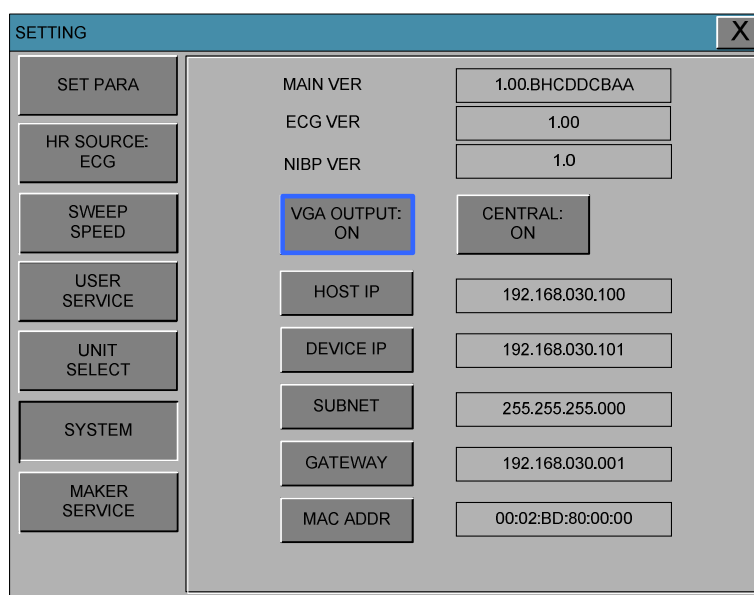 SETTING
X
SET PARA
HR SOURCE:
ECG
SWEEP
SPEED
USER
SERVICE
UNIT
SELECT
SYSTEM
MAKER
SERVICE
MAIN VER 1.00.BHCDDCBAA
ECG VER 1.00
NIBP VER 1.0
VGA OUTPUT:
ON
CENTRAL:
ON
HOST IP 192.168.030.100
DEVICE IP 192.168.030.101
SUBNET 255.255.255.000
GATEWAY 192.168.030.001
MAC ADDR 00:02:BD:80:00:00